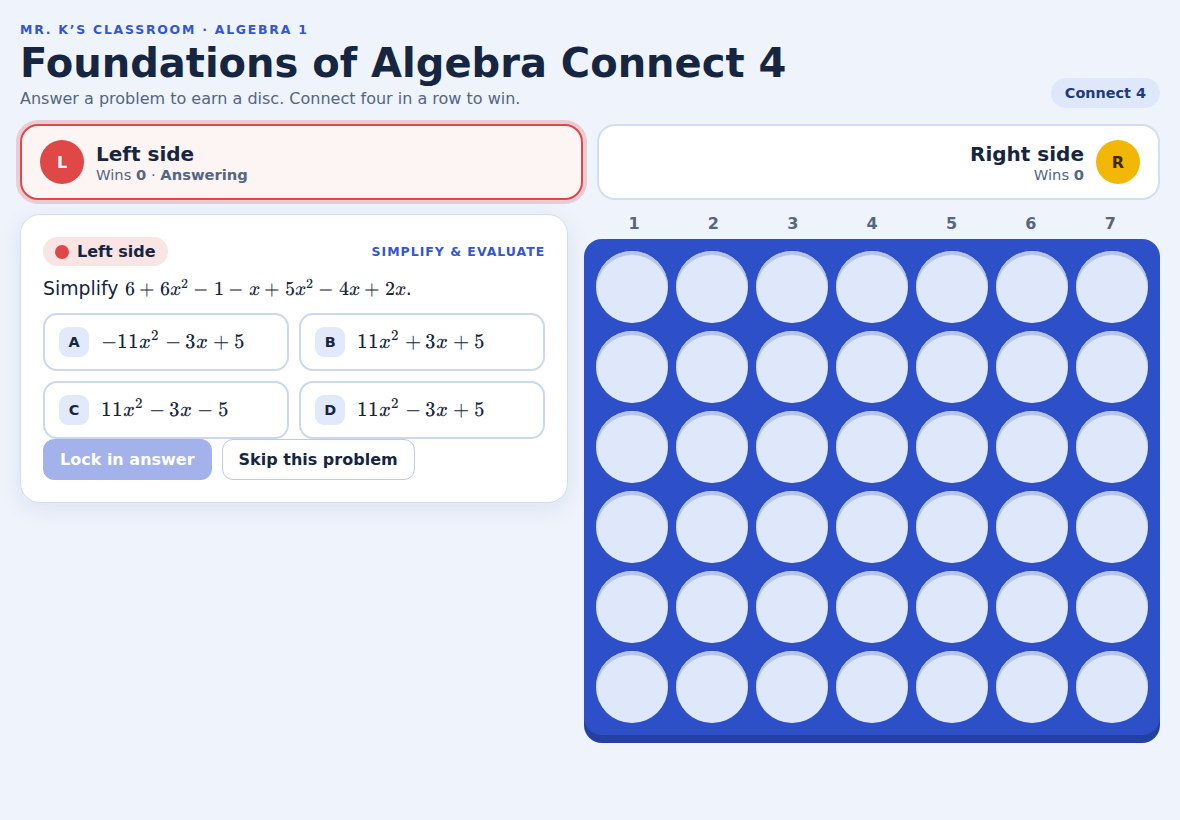 MR. K’S CLASSROOM · ALGEBRA 1
Foundations of Algebra Connect 4
Answer a problem to earn a disc. Connect four in a row to win.
Connect 4
L
Left side
Wins 0 · Answering
Right side
Wins 0
R
Left side
SIMPLIFY & EVALUATE
Simplify 6 + 6x² − 1 − x + 5x² − 4x + 2x.
A −11x² − 3x + 5
B 11x² + 3x + 5
C 11x² − 3x − 5
D 11x² − 3x + 5
Lock in answer
Skip this problem
1 2 3 4 5 6 7